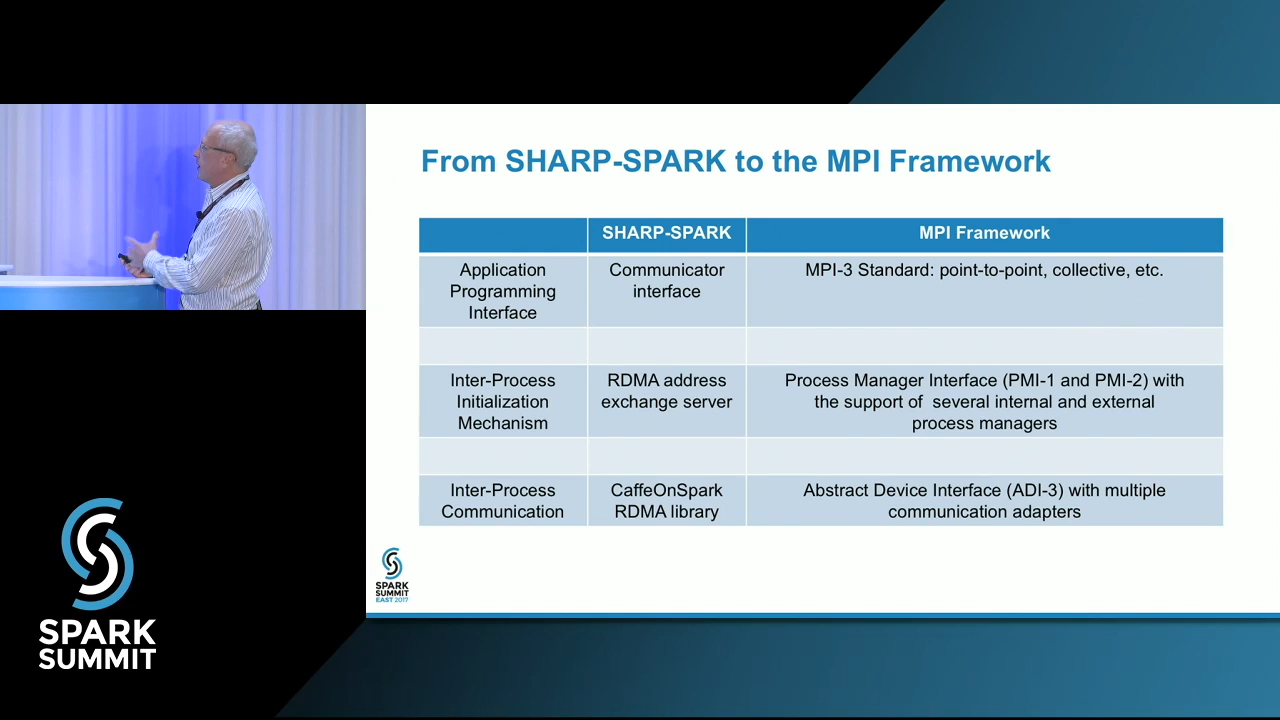 From SHARP-SPARK to the MPI Framework
SHARP-SPARK
MPI Framework
Application
Programming
Interface
Communicator
interface
MPI-3 Standard: point-to-point, collective, etc.
Inter-Process
Initialization
Mechanism
RDMA address
exchange server
Process Manager Interface (PMI-1 and PMI-2) with
the support of several internal and external
process managers
Inter-Process
Communication
CaffeOnSpark
RDMA library
Abstract Device Interface (ADI-3) with multiple
communication adapters
SPARK
SUMMIT
EAST 2017
SPARK
SUMMIT